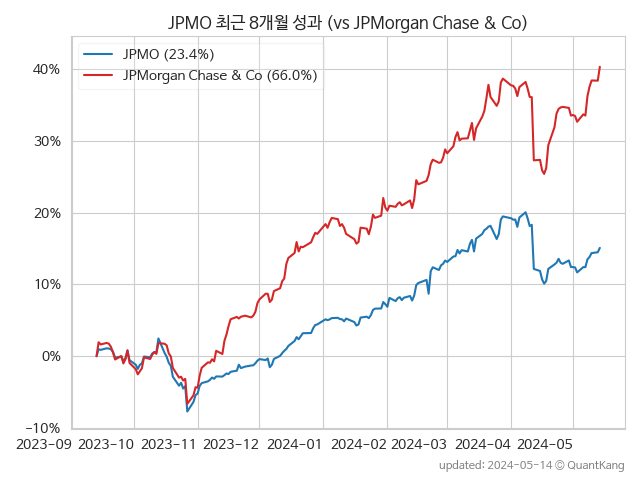 JPMO 최근 8개월 성과 (vs JPMorgan Chase & Co)
JPMO (23.4%)
JPMorgan Chase & Co (66.0%)
40%
30%
20%
10%
0%
−10%
2023−09 2023−10 2023−11 2023−12 2024−01 2024−02 2024−03 2024−04 2024−05
updated: 2024-05-14 © QuantKang